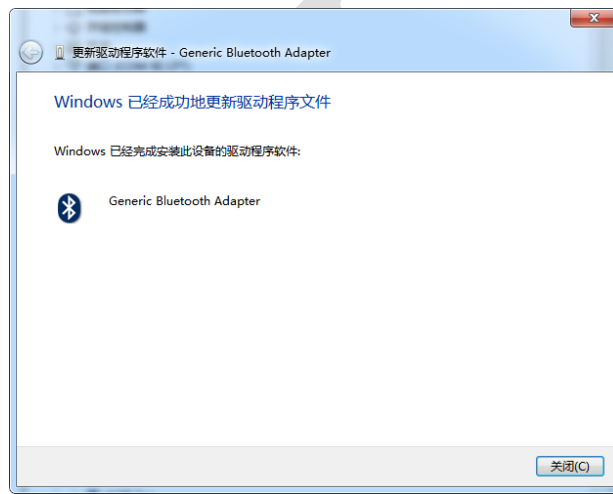 更新驱动程序软件 - Generic Bluetooth Adapter
Windows 已经成功地更新驱动程序文件
Windows 已经完成安装此设备的驱动程序软件:
Generic Bluetooth Adapter
关闭(C)